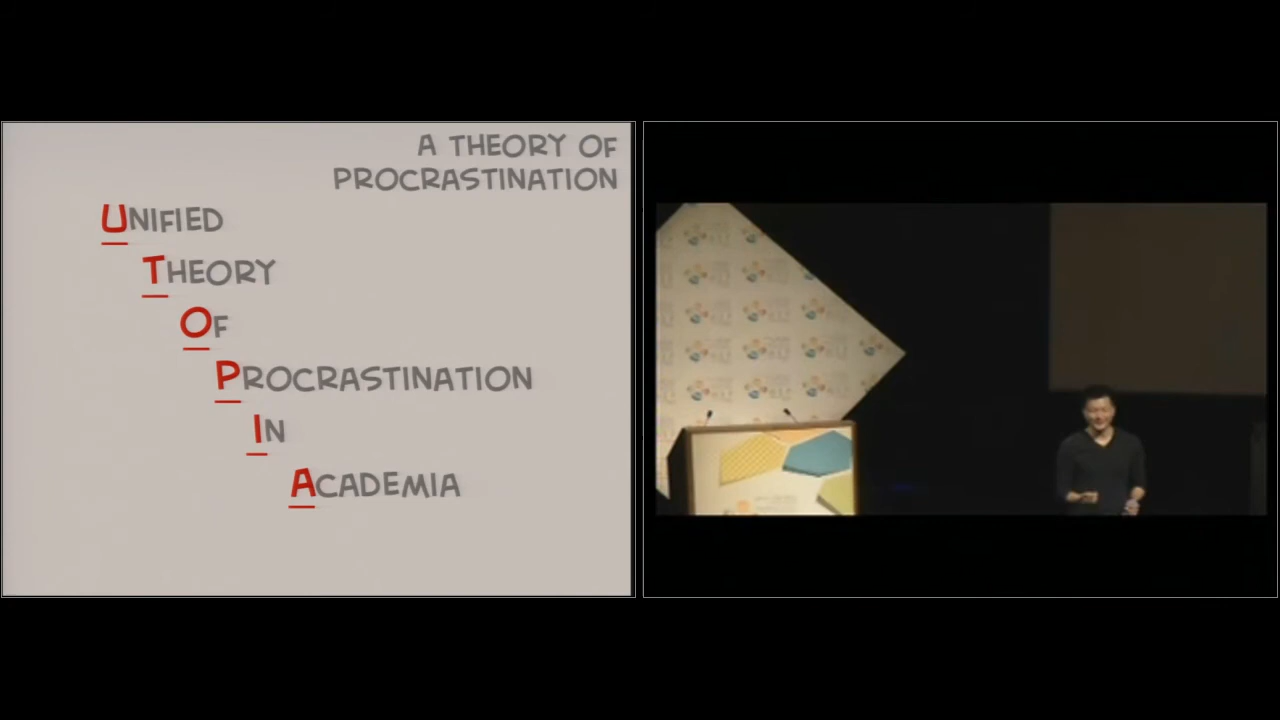 A THEORY OF
PROCRASTINATION
UNIFIED
THEORY
OF
PROCRASTINATION
IN
ACADEMIA